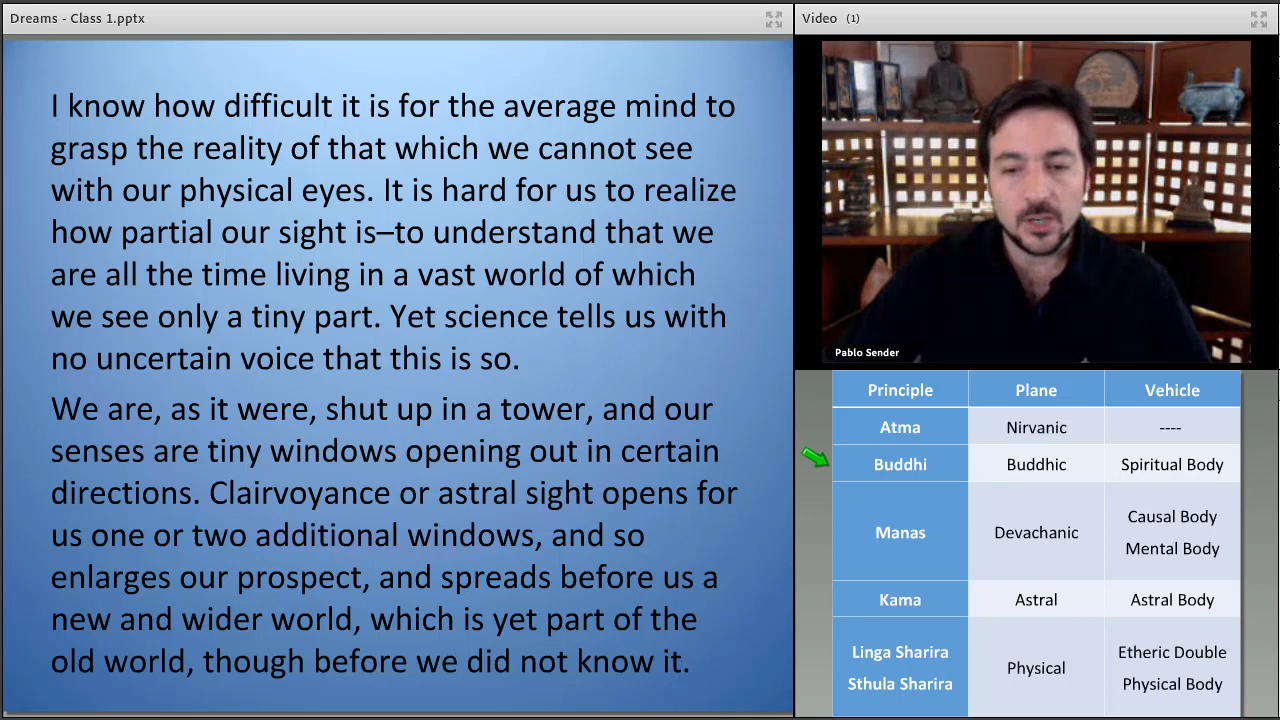 Dreams - Class 1.pptx
I know how difficult it is for the average mind to
grasp the reality of that which we cannot see
with our physical eyes. It is hard for us to realize
how partial our sight is–to understand that we
are all the time living in a vast world of which
we see only a tiny part. Yet science tells us with
no uncertain voice that this is so.
We are, as it were, shut up in a tower, and our
senses are tiny windows opening out in certain
directions. Clairvoyance or astral sight opens for
us one or two additional windows, and so
enlarges our prospect, and spreads before us a
new and wider world, which is yet part of the
old world, though before we did not know it.
Video (1)
Pablo Sender
Principle Plane Vehicle
Atma Nirvanic ----
Buddhi Buddhic Spiritual Body
Manas Devachanic Causal Body
Mental Body
Kama Astral Astral Body
Linga Sharira Physical Etheric Double
Sthula Sharira Physical Body